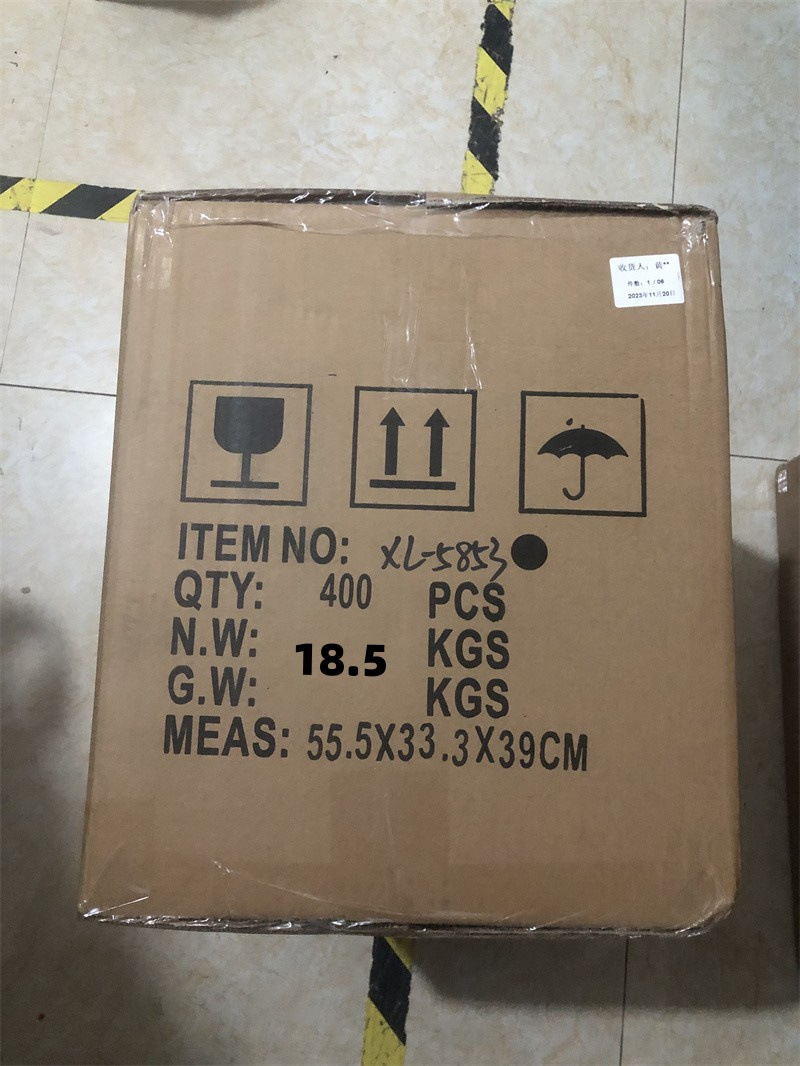 收货人：黄**
件数：1 / 06
2023年11月20日
ITEM NO: XL-5853
QTY: 400 PCS
N.W: KGS
18.5
G.W: KGS
MEAS: 55.5X33.3X39CM